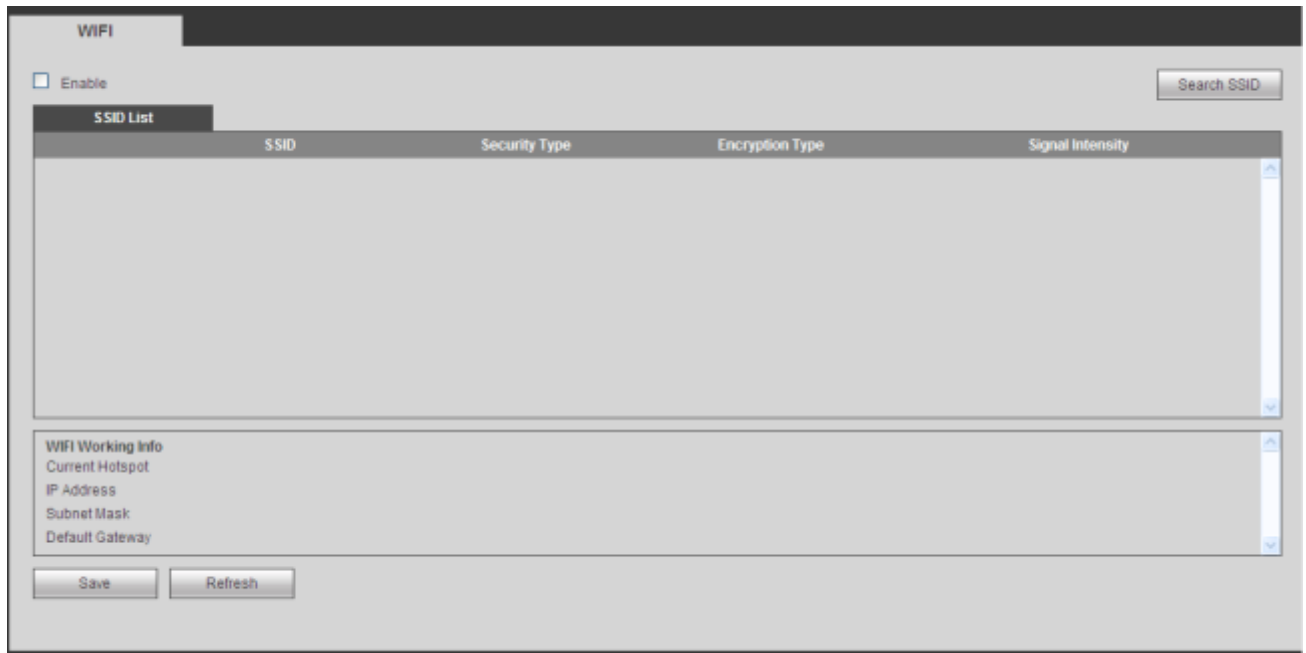 WIFI
Enable
Search SSID
SSID List
SSID Security Type Encryption Type Signal Intensity
WIFI Working Info
Current Hotspot
IP Address
Subnet Mask
Default Gateway
Save Refresh